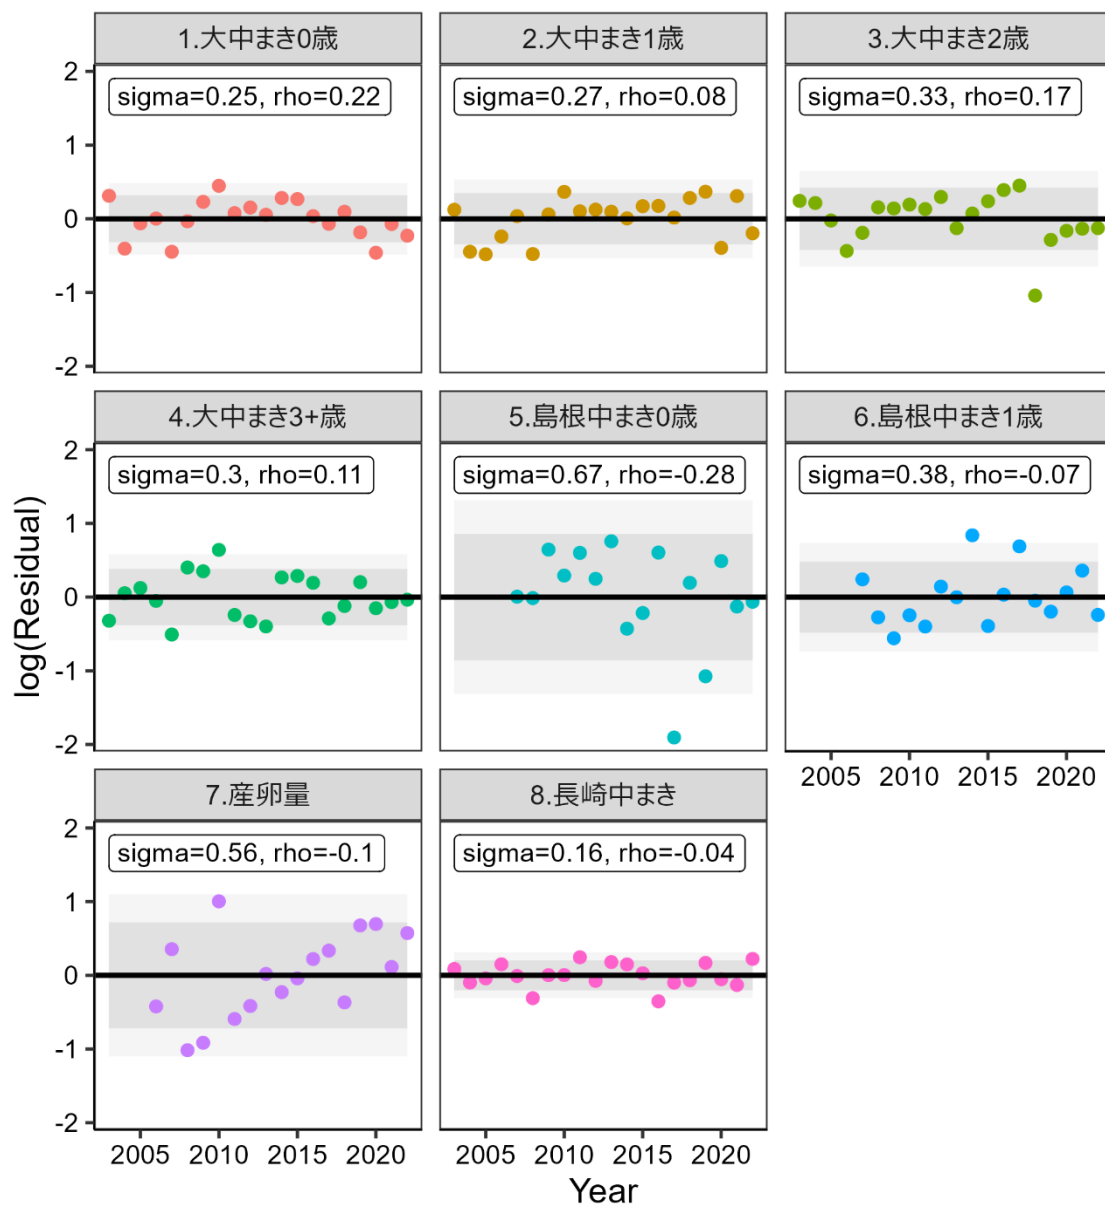 1.大中まき0歳
2.大中まき1歳
3.大中まき2歳
2
sigma=0.25, rho=0.22
sigma=0.27, rho=0.08
sigma=0.33, rho=0.17
1
0
-1
-2
4.大中まき3+歳
5.島根中まき0歳
6.島根中まき1歳
2
sigma=0.3, rho=0.11
sigma=0.67, rho=-0.28
sigma=0.38, rho=-0.07
1
0
-1
-2
log(Residual)
2005 2010 2015 2020
7.産卵量
8.長崎中まき
2
sigma=0.56, rho=-0.1
sigma=0.16, rho=-0.04
1
0
-1
-2
2005 2010 2015 2020
2005 2010 2015 2020
Year